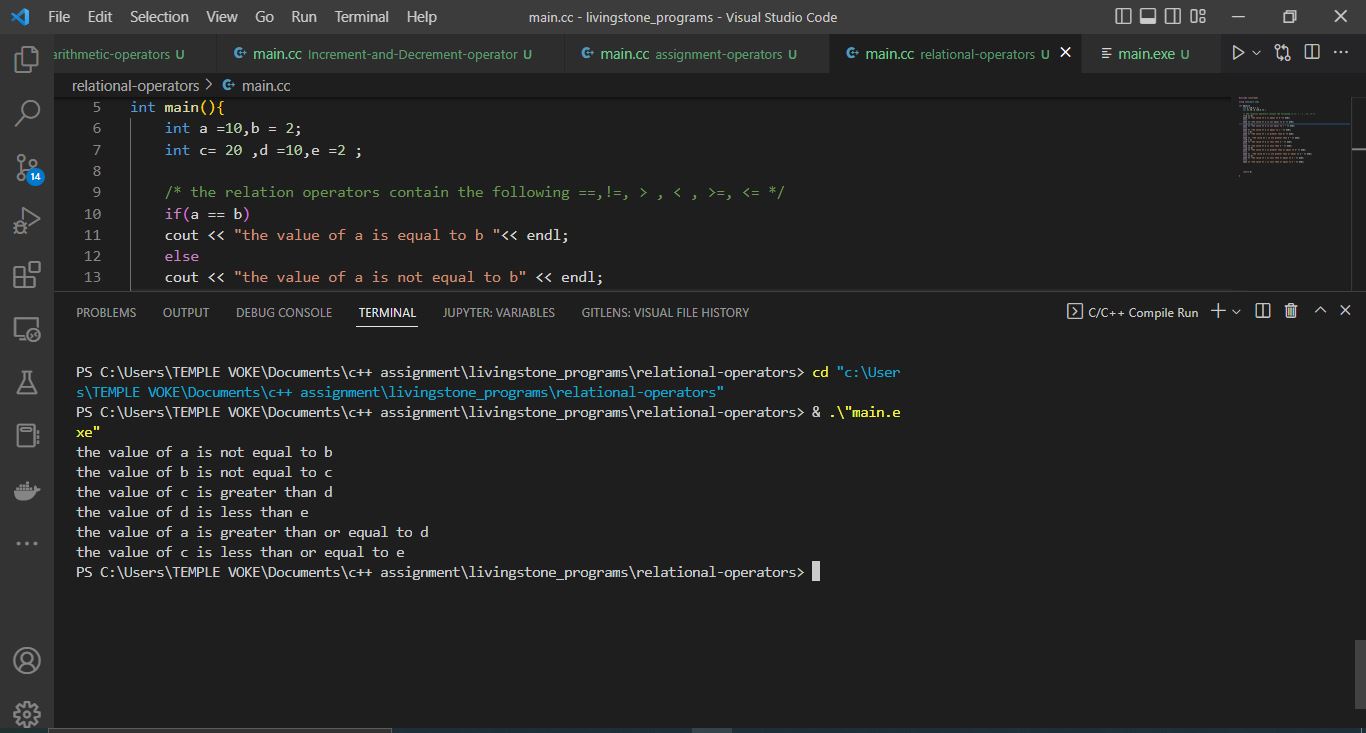 File Edit Selection View Go Run Terminal Help main.cc - livingstone_programs - Visual Studio Code
arithmetic-operators U main.cc Increment-and-Decrement-operator U main.cc assignment-operators U main.cc relational-operators U main.exe U
relational-operators > main.cc
5 int main(){
6 int a =10,b = 2;
7 int c= 20 ,d =10,e =2 ;
8
9 /* the relation operators contain the following ==,!=, > , < , >=, <= */
10 if(a == b)
11 cout << "the value of a is equal to b "<< endl;
12 else
13 cout << "the value of a is not equal to b" << endl;
14
PROBLEMS OUTPUT DEBUG CONSOLE TERMINAL JUPYTER: VARIABLES GITLENS: VISUAL FILE HISTORY C/C++ Compile Run
PS C:\Users\TEMPLE VOKE\Documents\c++ assignment\livingstone_programs\relational-operators> cd "c:\User
s\TEMPLE VOKE\Documents\c++ assignment\livingstone_programs\relational-operators"
PS C:\Users\TEMPLE VOKE\Documents\c++ assignment\livingstone_programs\relational-operators> & .\"main.e
xe"
the value of a is not equal to b
the value of b is not equal to c
the value of c is greater than d
the value of d is less than e
the value of a is greater than or equal to d
the value of c is less than or equal to e
PS C:\Users\TEMPLE VOKE\Documents\c++ assignment\livingstone_programs\relational-operators>